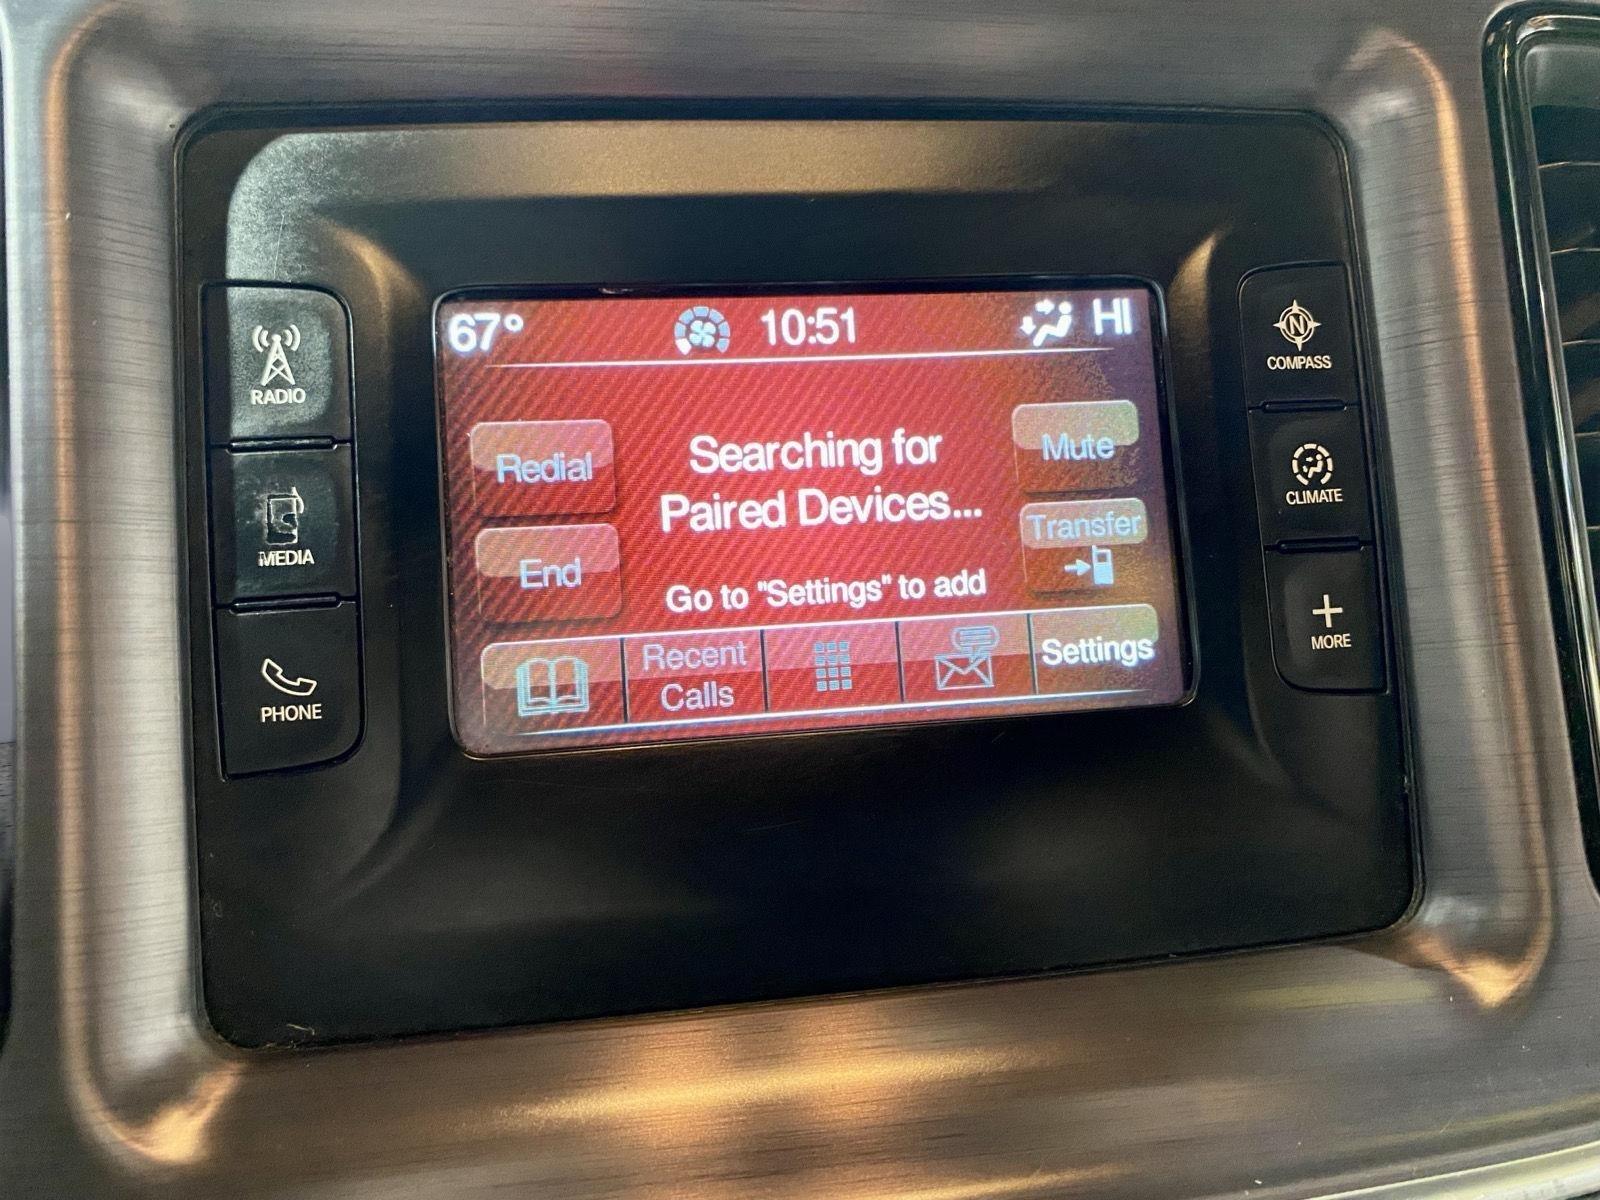 67° 10:51 HI
RADIO
MEDIA
PHONE
Redial
End
Searching for
Paired Devices...
Go to "Settings" to add
Mute
Transfer
Recent
Calls
Settings
N
COMPASS
CLIMATE
MORE